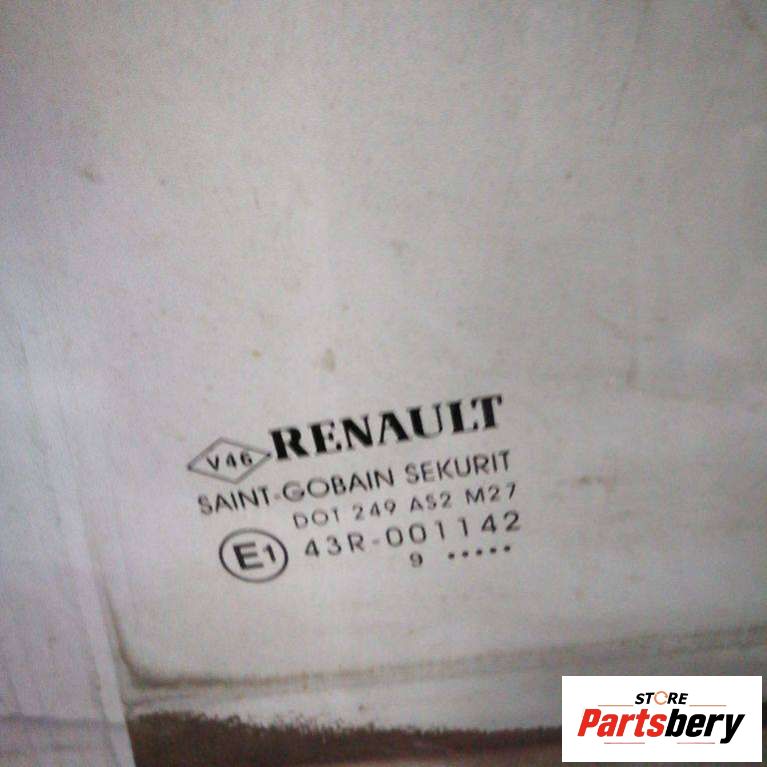 V46 RENAULT
SAINT-GOBAIN SEKURIT
DOT 249 AS2 M27
E1 43R-001142
9 •••••
STORE
Partsbery